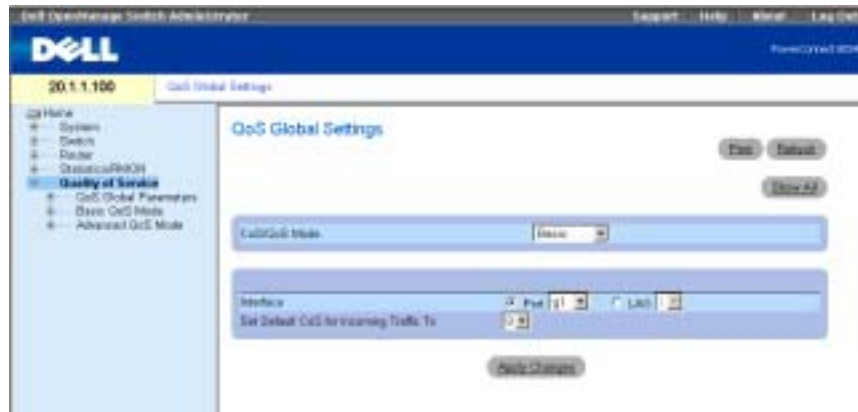 Dell OpenManage Switch Administrator
Support Help About Log Out
DELL
20.1.1.100
QoS Global Settings
Home
System
Switch
Router
Statistics/RMON
Quality of Service
QoS Global Parameters
Basic QoS Mode
Advanced QoS Mode
QoS Global Settings
Print Refresh
Show All
CoS/QoS Mode Basic
Interface Port g1 LAG
Set Default CoS for Incoming Traffic To 0
Apply Changes